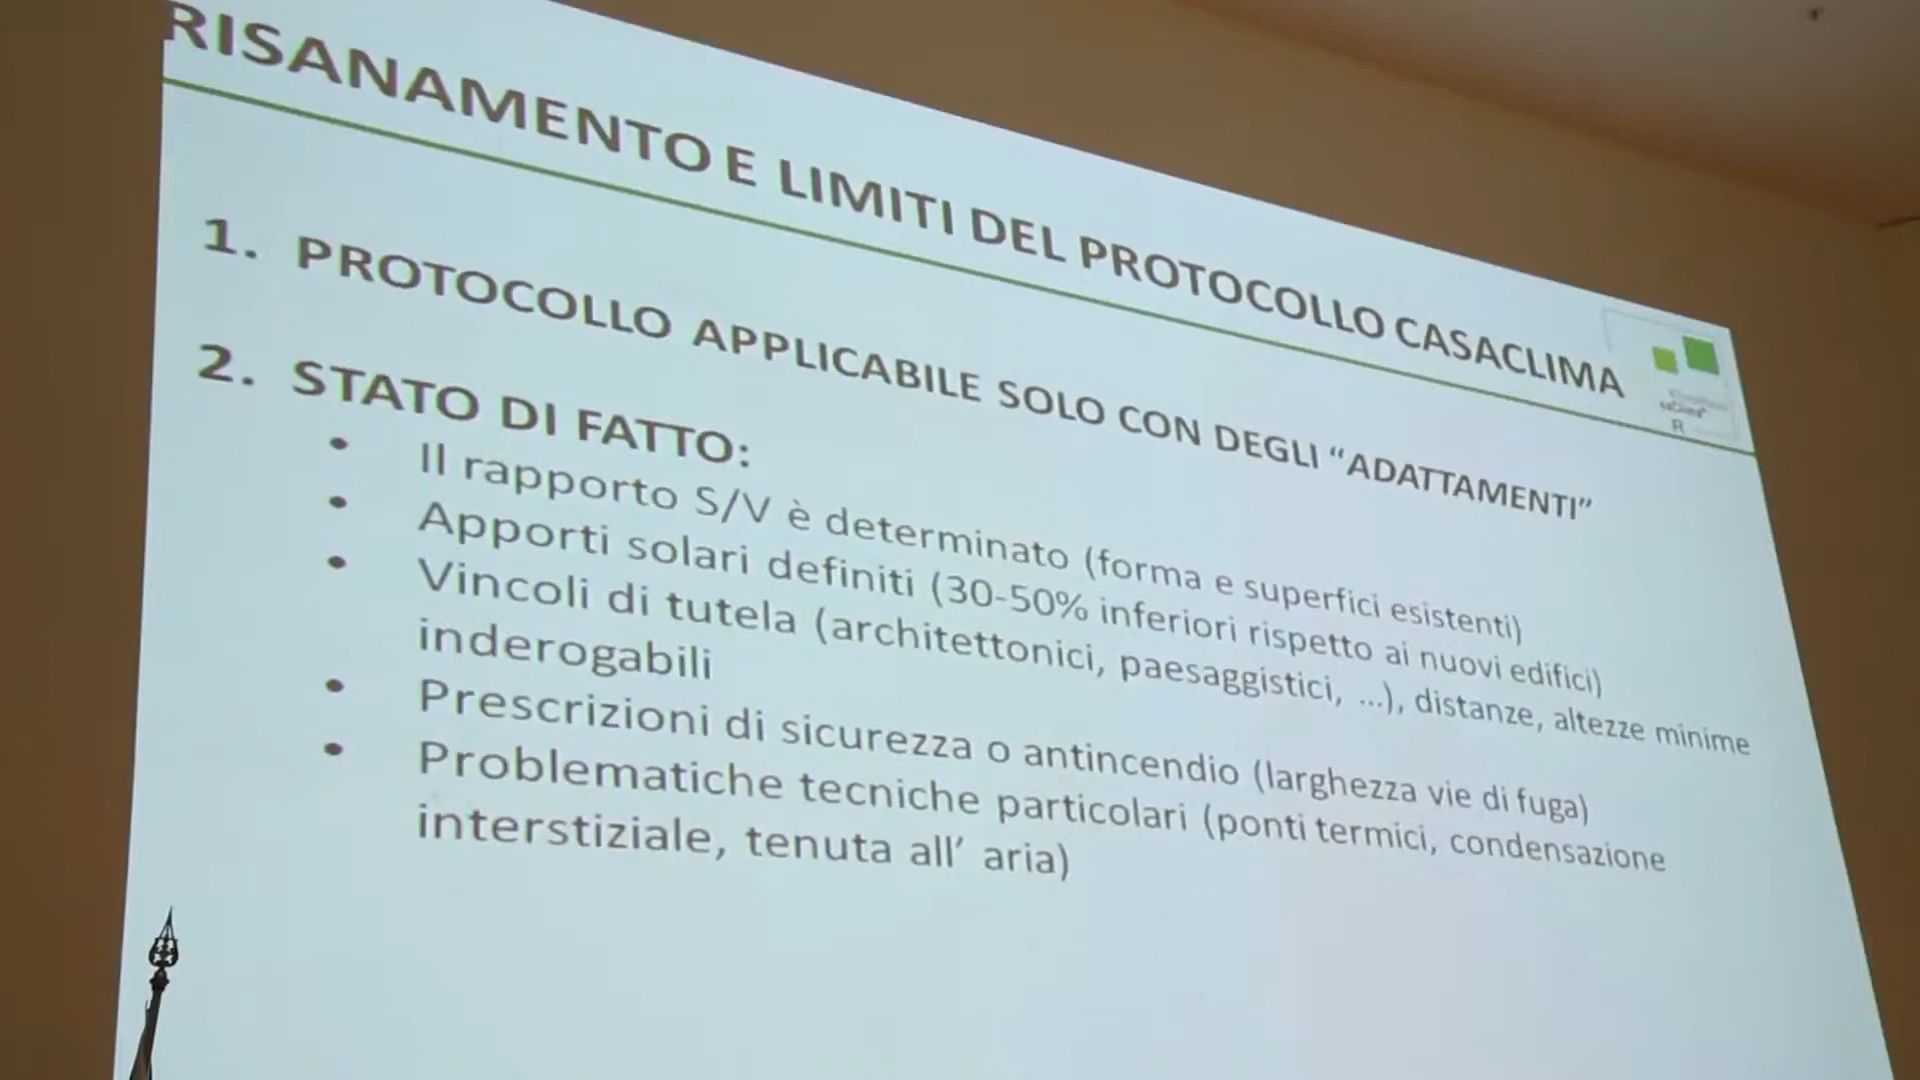 RISANAMENTO E LIMITI DEL PROTOCOLLO CASACLIMA
1. PROTOCOLLO APPLICABILE SOLO CON DEGLI “ADATTAMENTI”
2. STATO DI FATTO:
• Il rapporto S/V è determinato (forma e superfici esistenti)
• Apporti solari definiti (30-50% inferiori rispetto ai nuovi edifici)
• Vincoli di tutela (architettonici, paesaggistici, ...), distanze, altezze minime
inderogabili
• Prescrizioni di sicurezza o antincendio (larghezza vie di fuga)
• Problematiche tecniche particolari (ponti termici, condensazione
interstiziale, tenuta all’ aria)
R